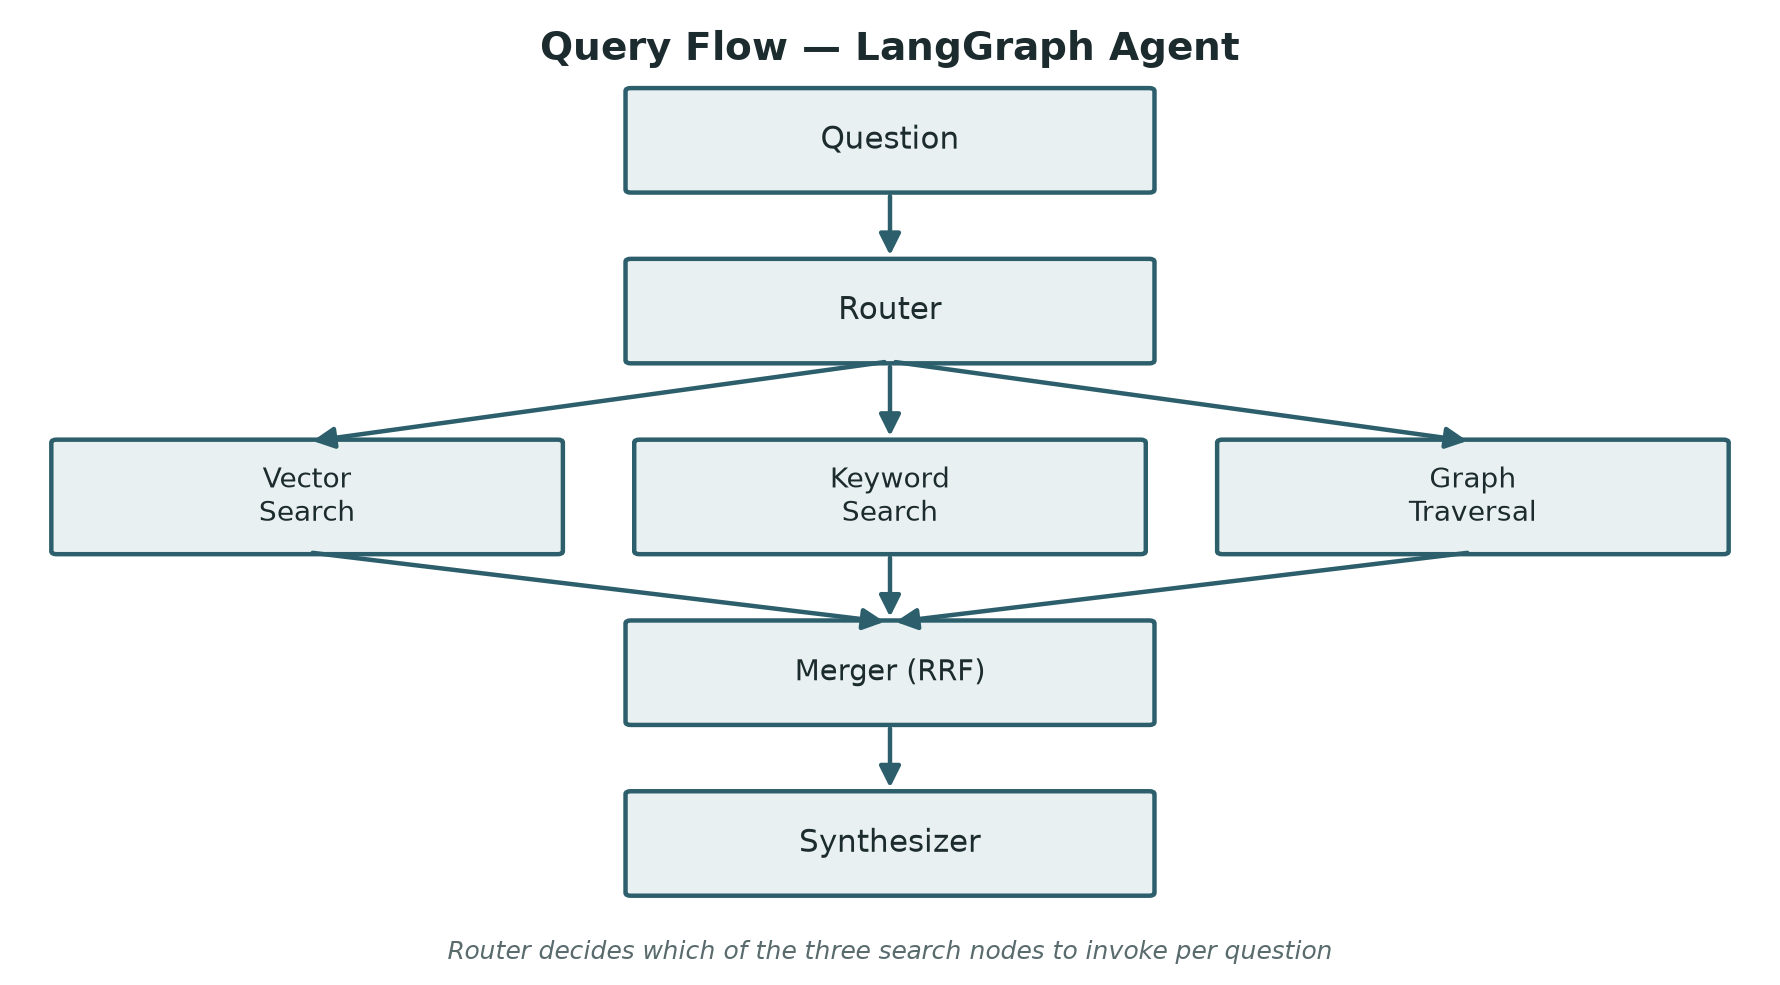 Query Flow — LangGraph Agent
Question
Router
Vector
Search
Keyword
Search
Graph
Traversal
Merger (RRF)
Synthesizer
Router decides which of the three search nodes to invoke per question